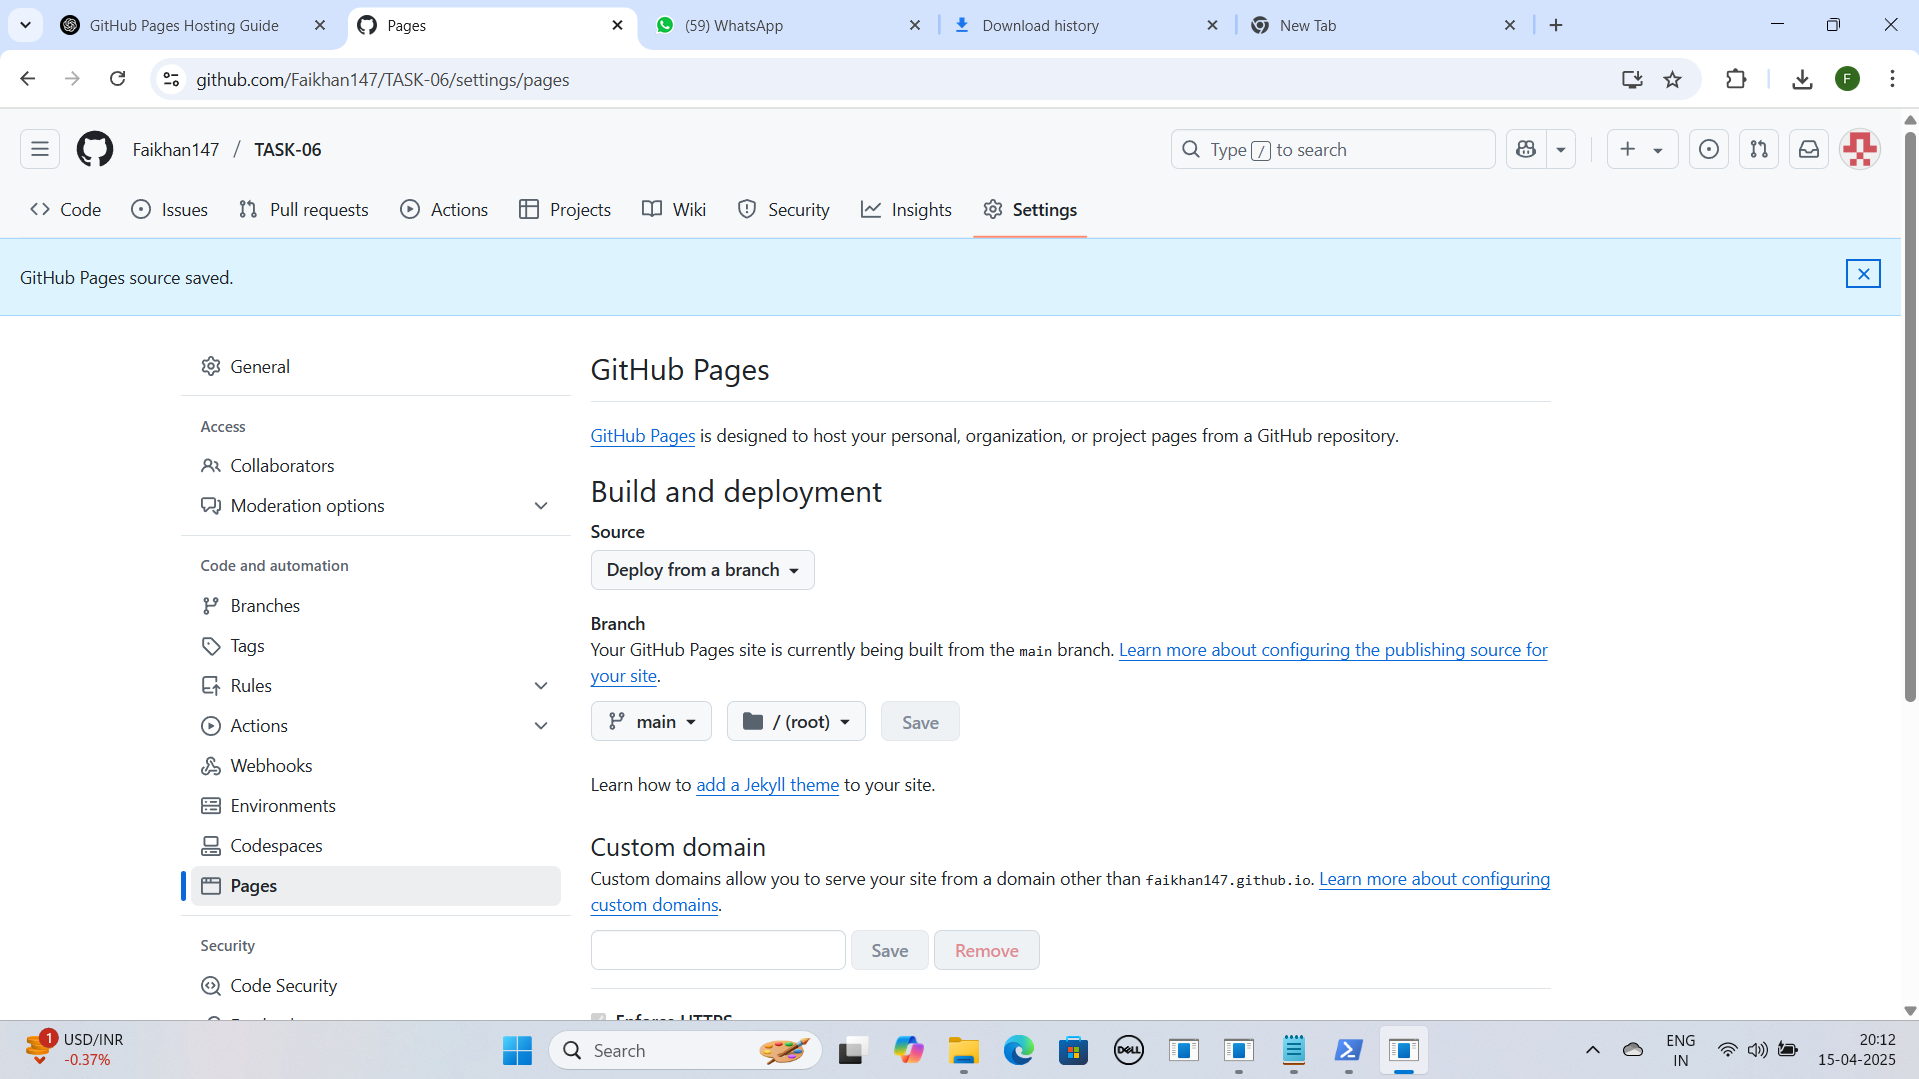 GitHub Pages Hosting Guide
Pages
(59) WhatsApp
Download history
New Tab
github.com/Faikhan147/TASK-06/settings/pages
F
Faikhan147 / TASK-06
Type / to search
Code
Issues
Pull requests
Actions
Projects
Wiki
Security
Insights
Settings
GitHub Pages source saved.
General
Access
Collaborators
Moderation options
Code and automation
Branches
Tags
Rules
Actions
Webhooks
Environments
Codespaces
Pages
Security
Code Security
GitHub Pages
GitHub Pages is designed to host your personal, organization, or project pages from a GitHub repository.
Build and deployment
Source
Deploy from a branch
Branch
Your GitHub Pages site is currently being built from the main branch. Learn more about configuring the publishing source for
your site.
main
/ (root)
Save
Learn how to add a Jekyll theme to your site.
Custom domain
Custom domains allow you to serve your site from a domain other than faikhan147.github.io. Learn more about configuring
custom domains.
Save
Remove
Enforce HTTPS
1
USD/INR
-0.37%
Search
DELL
ENG
IN
20:12
15-04-2025